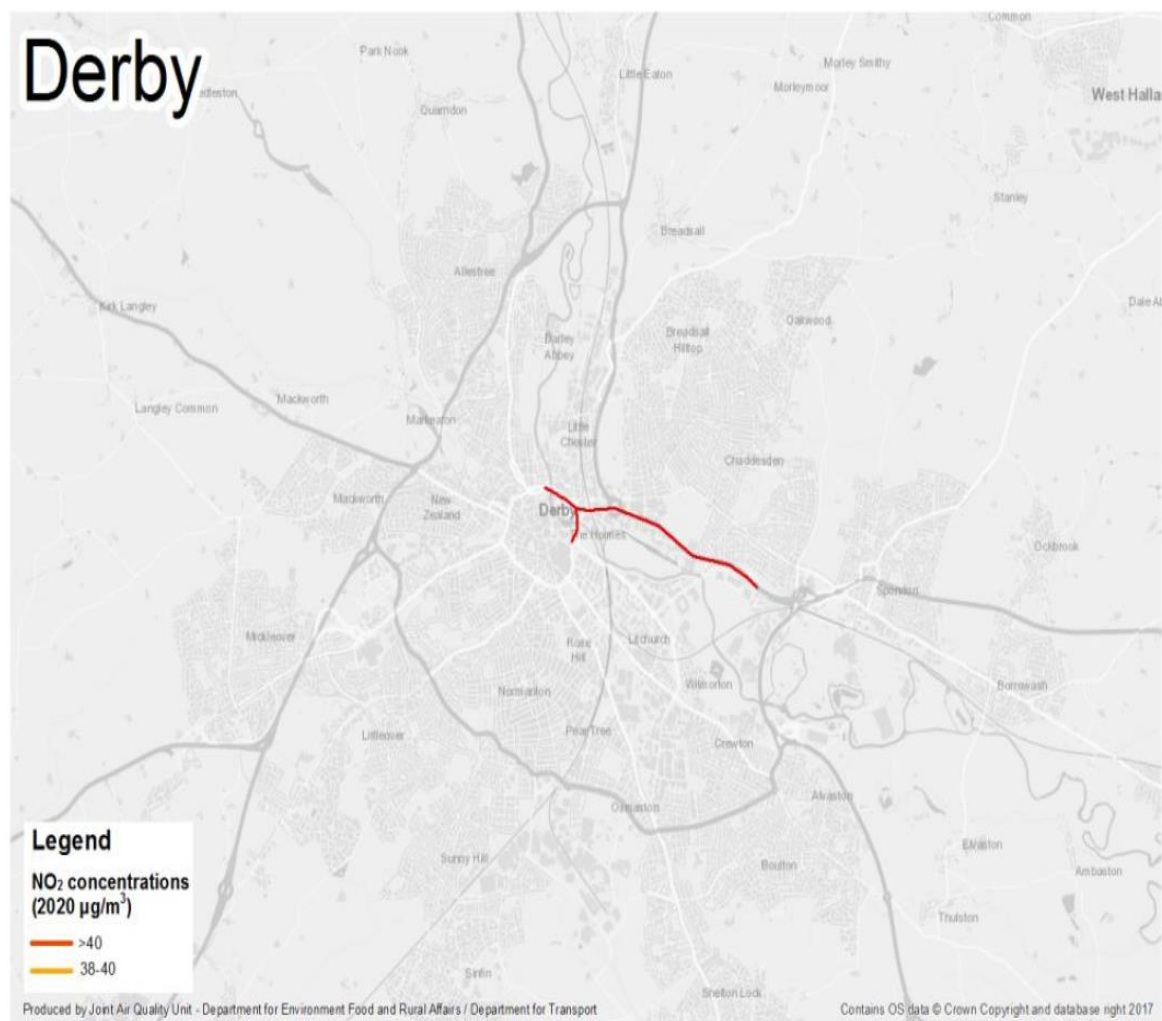 Derby
Common
Park Nook
Little Eaton
Morley Smithy
Morleymoor
West Halla
Quarndon
Stanley
Breadsall
Allestree
Kirk Langley
Dale Ab
Oakwood
Darley
Abbey
Breadsall
Hilltop
Mackworth
Langley Common
Markeaton
Little
Chester
Chaddesden
Mackworth
New
Zealand
Derby
The Holmes
Ockbrook
Spondon
Mickleover
Rose
Hill
Litchurch
Wilmorton
Normanton
Borrowash
Littleover
Pear Tree
Crewton
Osmaston
Alvaston
Sunny Hill
Boulton
Elvaston
Ambaston
Thulston
Sinfin
Shelton Lock
Legend
NO₂ concentrations
(2020 µg/m³)
>40
38-40
Produced by Joint Air Quality Unit - Department for Environment Food and Rural Affairs / Department for Transport
Contains OS data © Crown Copyright and database right 2017